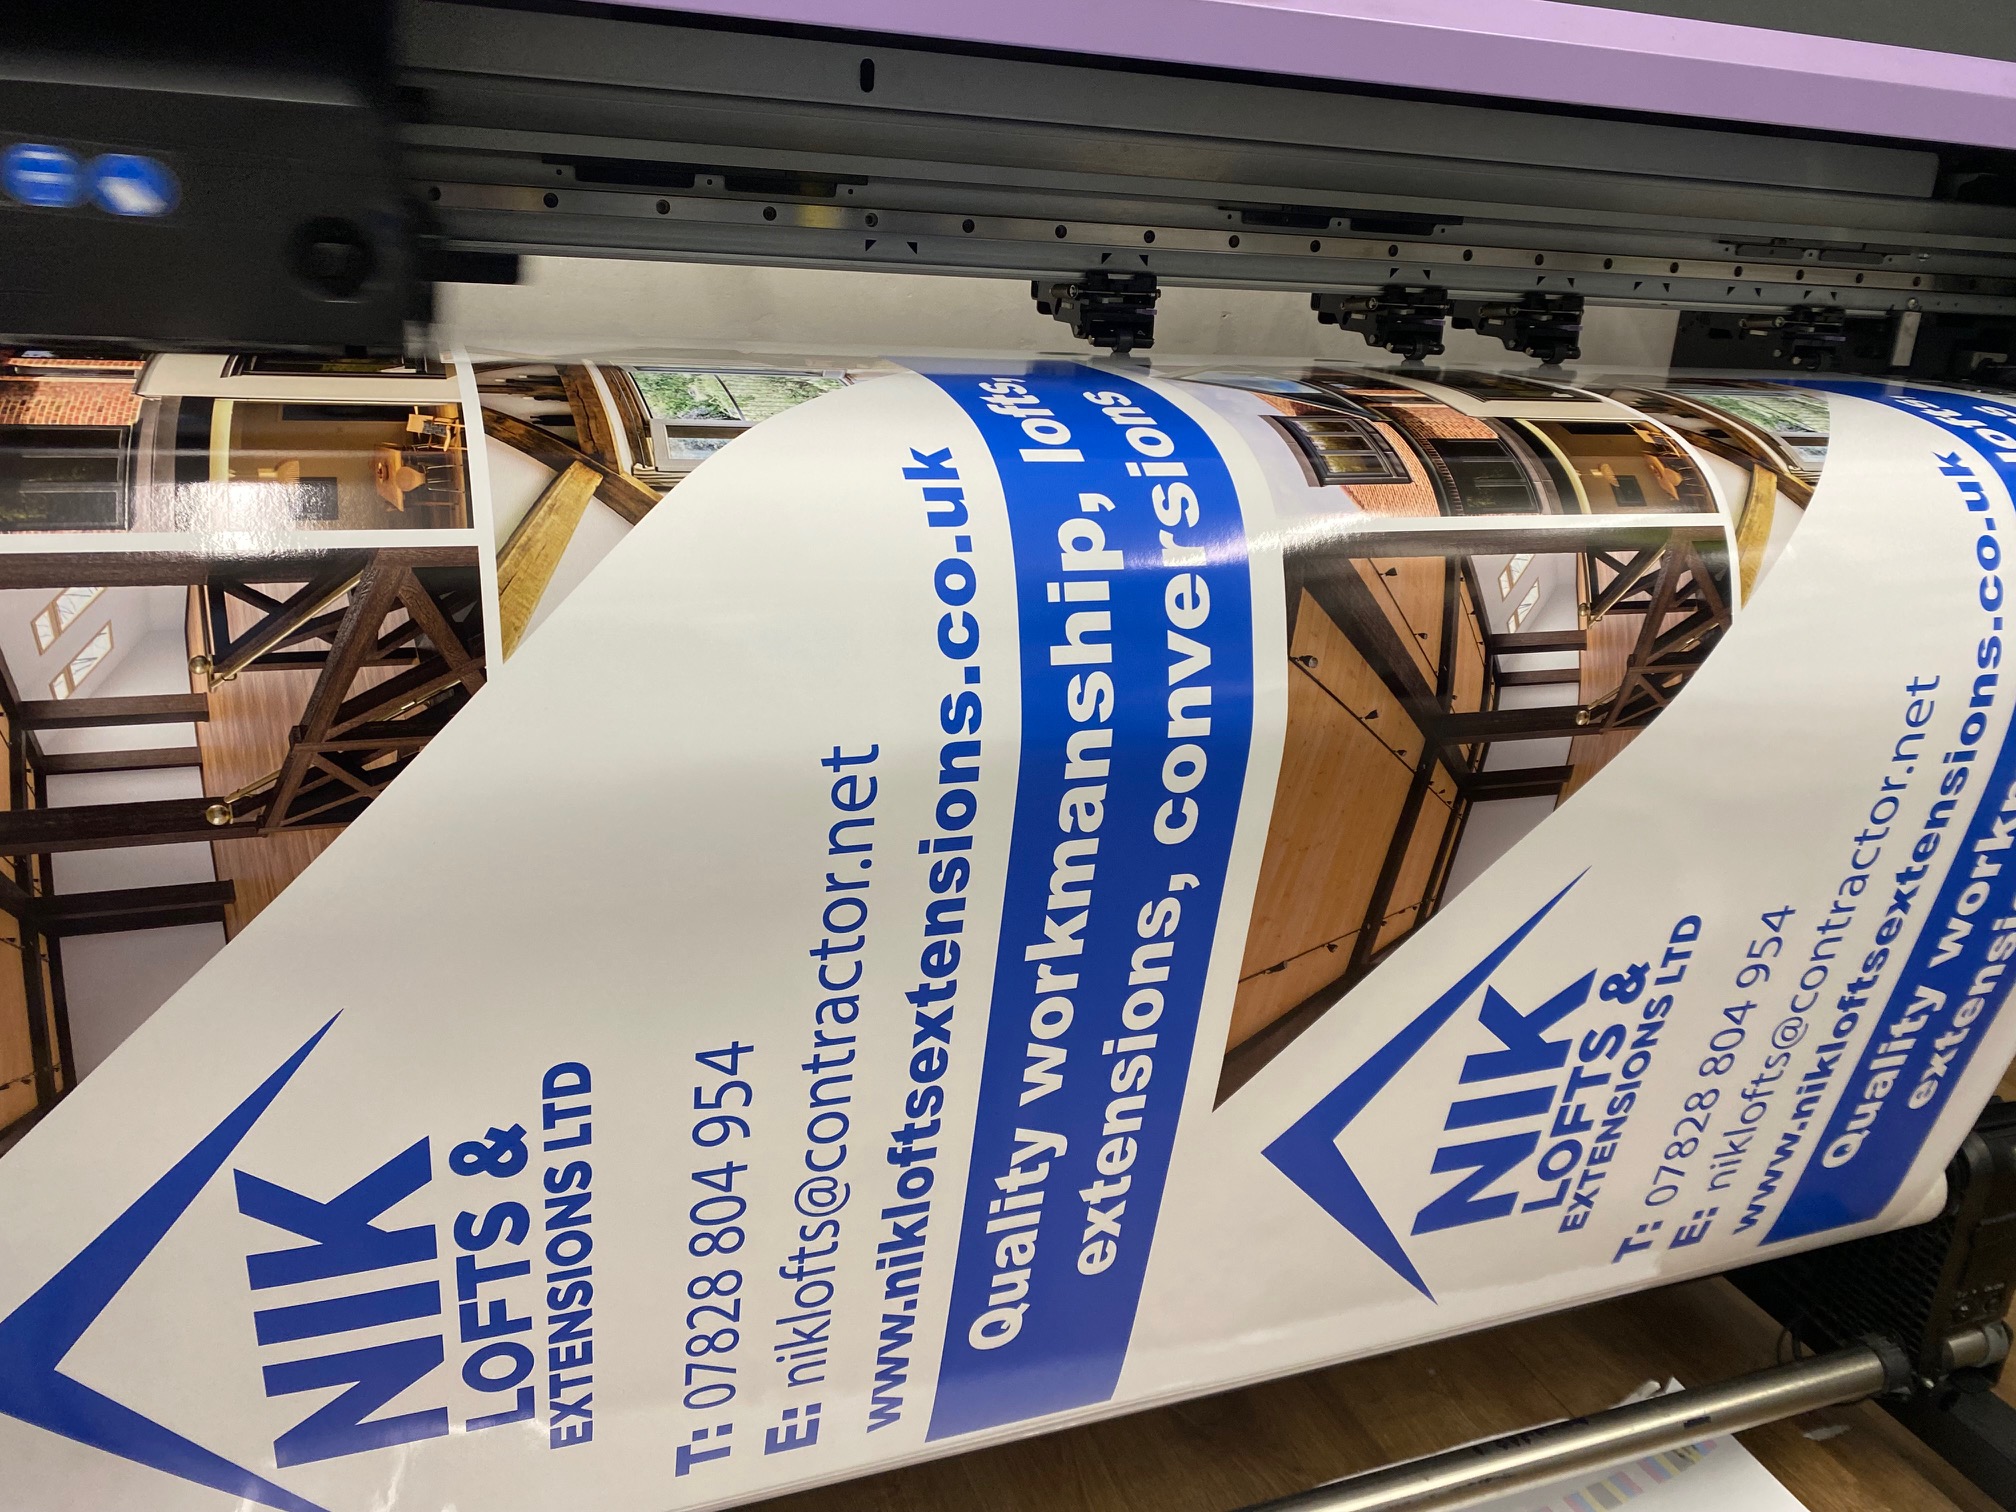 NIK
LOFTS &
EXTENSIONS LTD
T: 07828 804 954
E: niklofts@contractor.net
www.nikloftsextensions.co.uk
Quality workmanship, lofts,
extensions, conversions
NIK
LOFTS &
EXTENSIONS LTD
T: 07828 804 954
E: niklofts@contractor.net
www.nikloftsextensions.co.uk
Quality